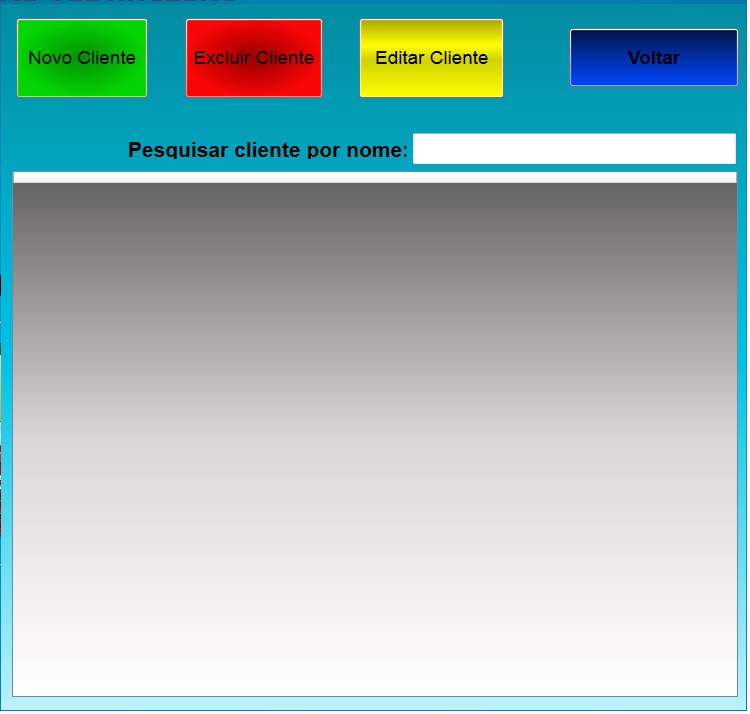 Novo Cliente
Excluir Cliente
Editar Cliente
Voltar
Pesquisar cliente por nome: